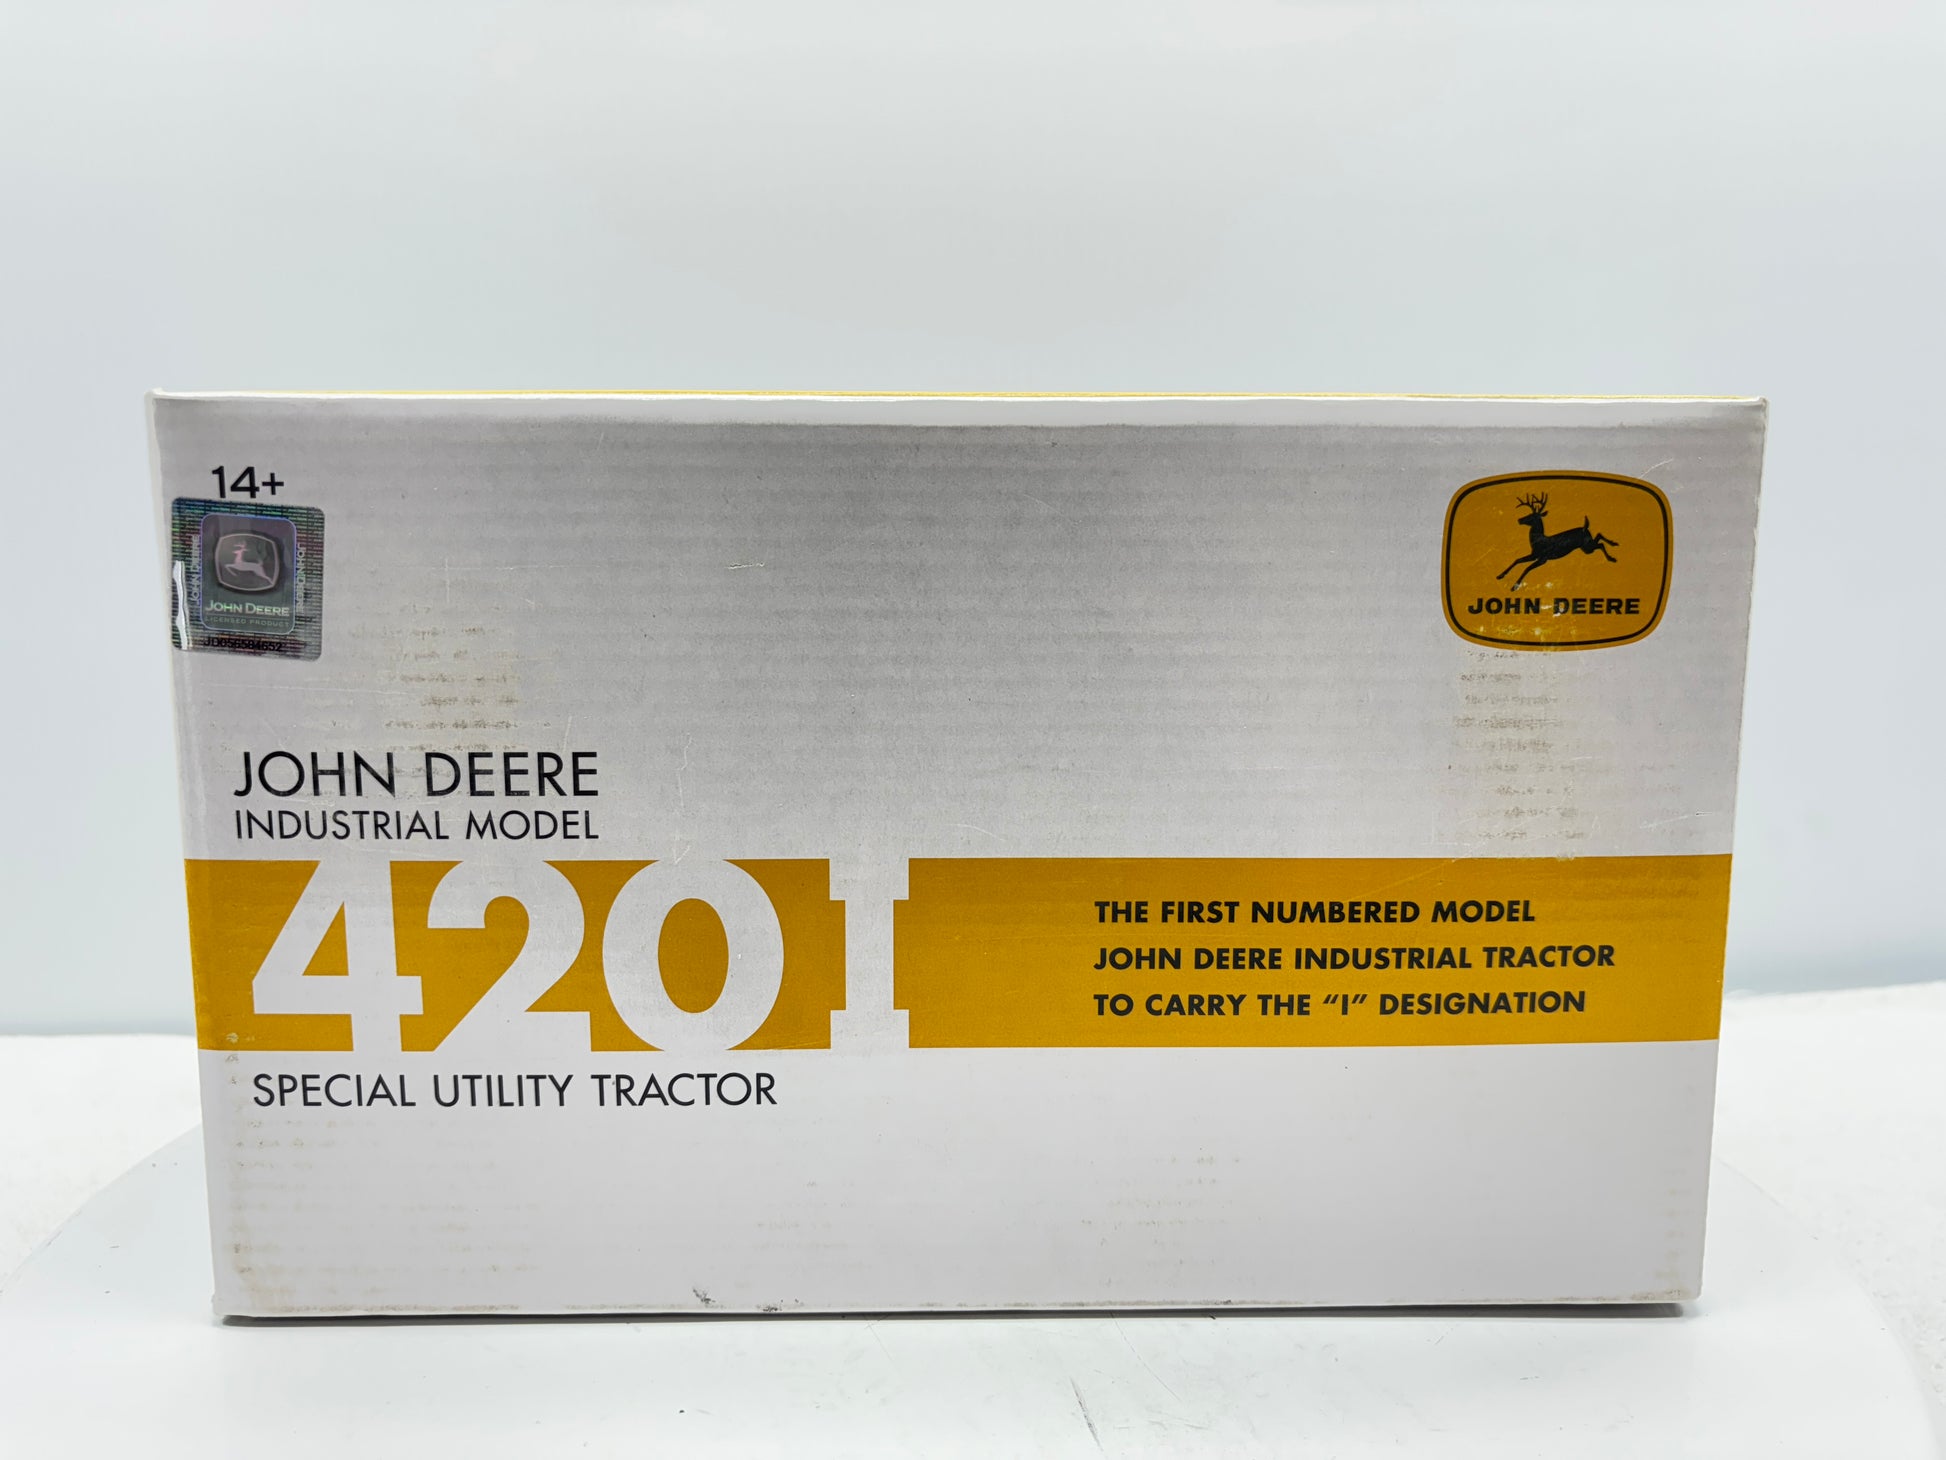 14+
JOHN DEERE
LICENSED PRODUCT
JOHN DEERE
JOHN DEERE
INDUSTRIAL MODEL
420 I
THE FIRST NUMBERED MODEL
JOHN DEERE INDUSTRIAL TRACTOR
TO CARRY THE “I” DESIGNATION
SPECIAL UTILITY TRACTOR